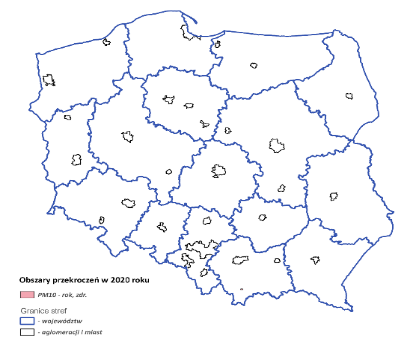 Obszary przekroczeń w 2020 roku
PM10 - rok, zdr.
Granice stref
- województw
- aglomeracji i miast